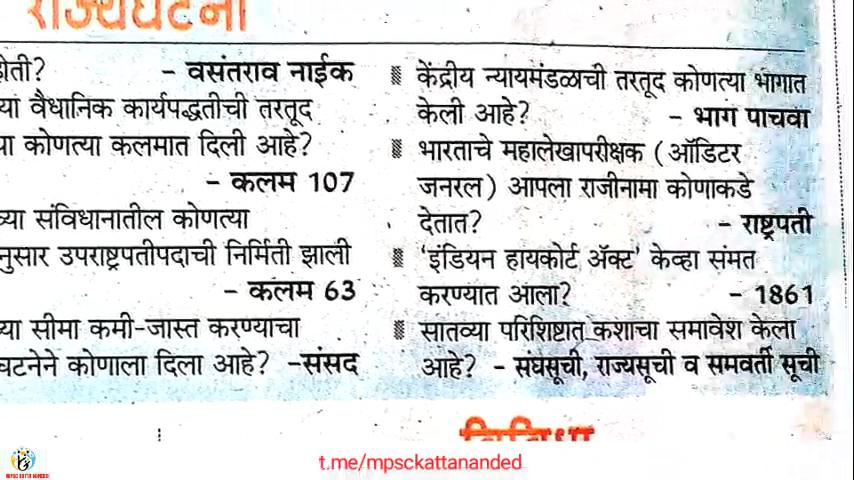 राज्यघटना
होती? - वसंतराव नाईक
या वैधानिक कार्यपद्धतीची तरतूद
या कोणत्या कलमात दिली आहे?
- कलम 107
च्या संविधानातील कोणत्या
नुसार उपराष्ट्रपतीपदाची निर्मिती झाली
- कलम 63
च्या सीमा कमी-जास्त करण्याचा
घटनेने कोणाला दिला आहे? -संसद
केंद्रीय न्यायमंडळाची तरतूद कोणत्या भागात
केली आहे? - भाग पाचवा
भारताचे महालेखापरीक्षक (ऑडिटर
जनरल) आपला राजीनामा कोणाकडे
देतात? - राष्ट्रपती
'इंडियन हायकोर्ट ॲक्ट' केव्हा संमत
करण्यात आला? - 1861
सातव्या परिशिष्टात कशाचा समावेश केला
आहे? - संघसूची, राज्यसूची व समवर्ती सूची
t.me/mpsckattananded